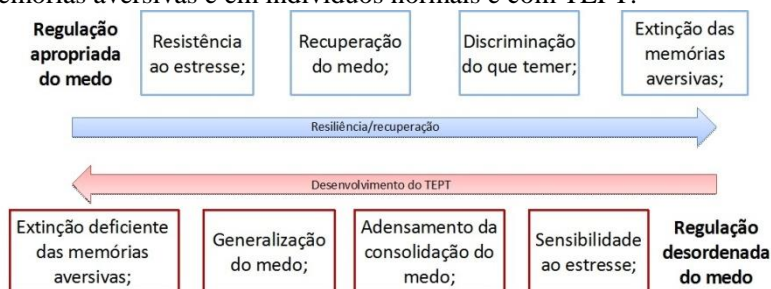 memórias aversivas e em indivíduos normais e com TEPT.
Regulação
apropriada
do medo
Resistência
ao estresse;
Recuperação
do medo;
Discriminação
do que temer;
Extinção das
memórias
aversivas;
Resiliência/recuperação
Desenvolvimento do TEPT
Extinção deficiente
das memórias
aversivas;
Generalização
do medo;
Adensamento da
consolidação do
medo;
Sensibilidade
ao estresse;
Regulação
desordenada
do medo